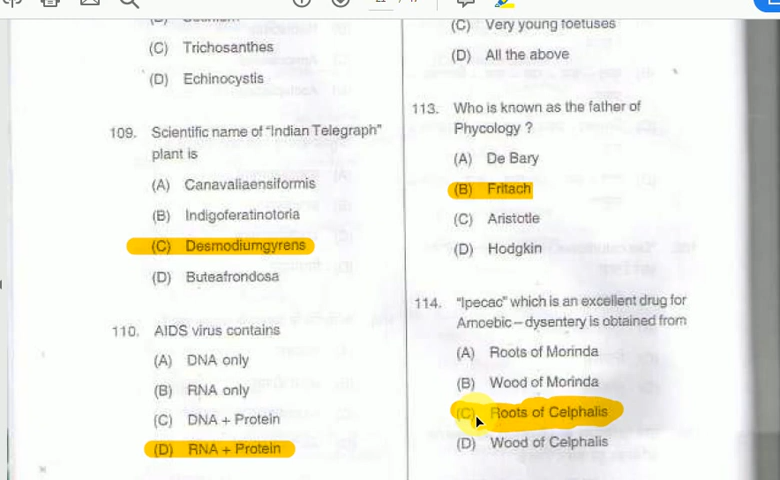 (C) Trichosanthes
(D) Echinocystis
109. Scientific name of "Indian Telegraph"
plant is
(A) Canavaliaensiformis
(B) Indigoferatinotoria
(C) Desmodiumgyrens
(D) Buteafrondosa
110. AIDS virus contains
(A) DNA only
(B) RNA only
(C) DNA + Protein
(D) RNA + Protein
(C) Very young foetuses
(D) All the above
113. Who is known as the father of
Phycology ?
(A) De Bary
(B) Fritach
(C) Aristotle
(D) Hodgkin
114. "Ipecac" which is an excellent drug for
Amoebic – dysentery is obtained from
(A) Roots of Morinda
(B) Wood of Morinda
(C) Roots of Celphalis
(D) Wood of Celphalis